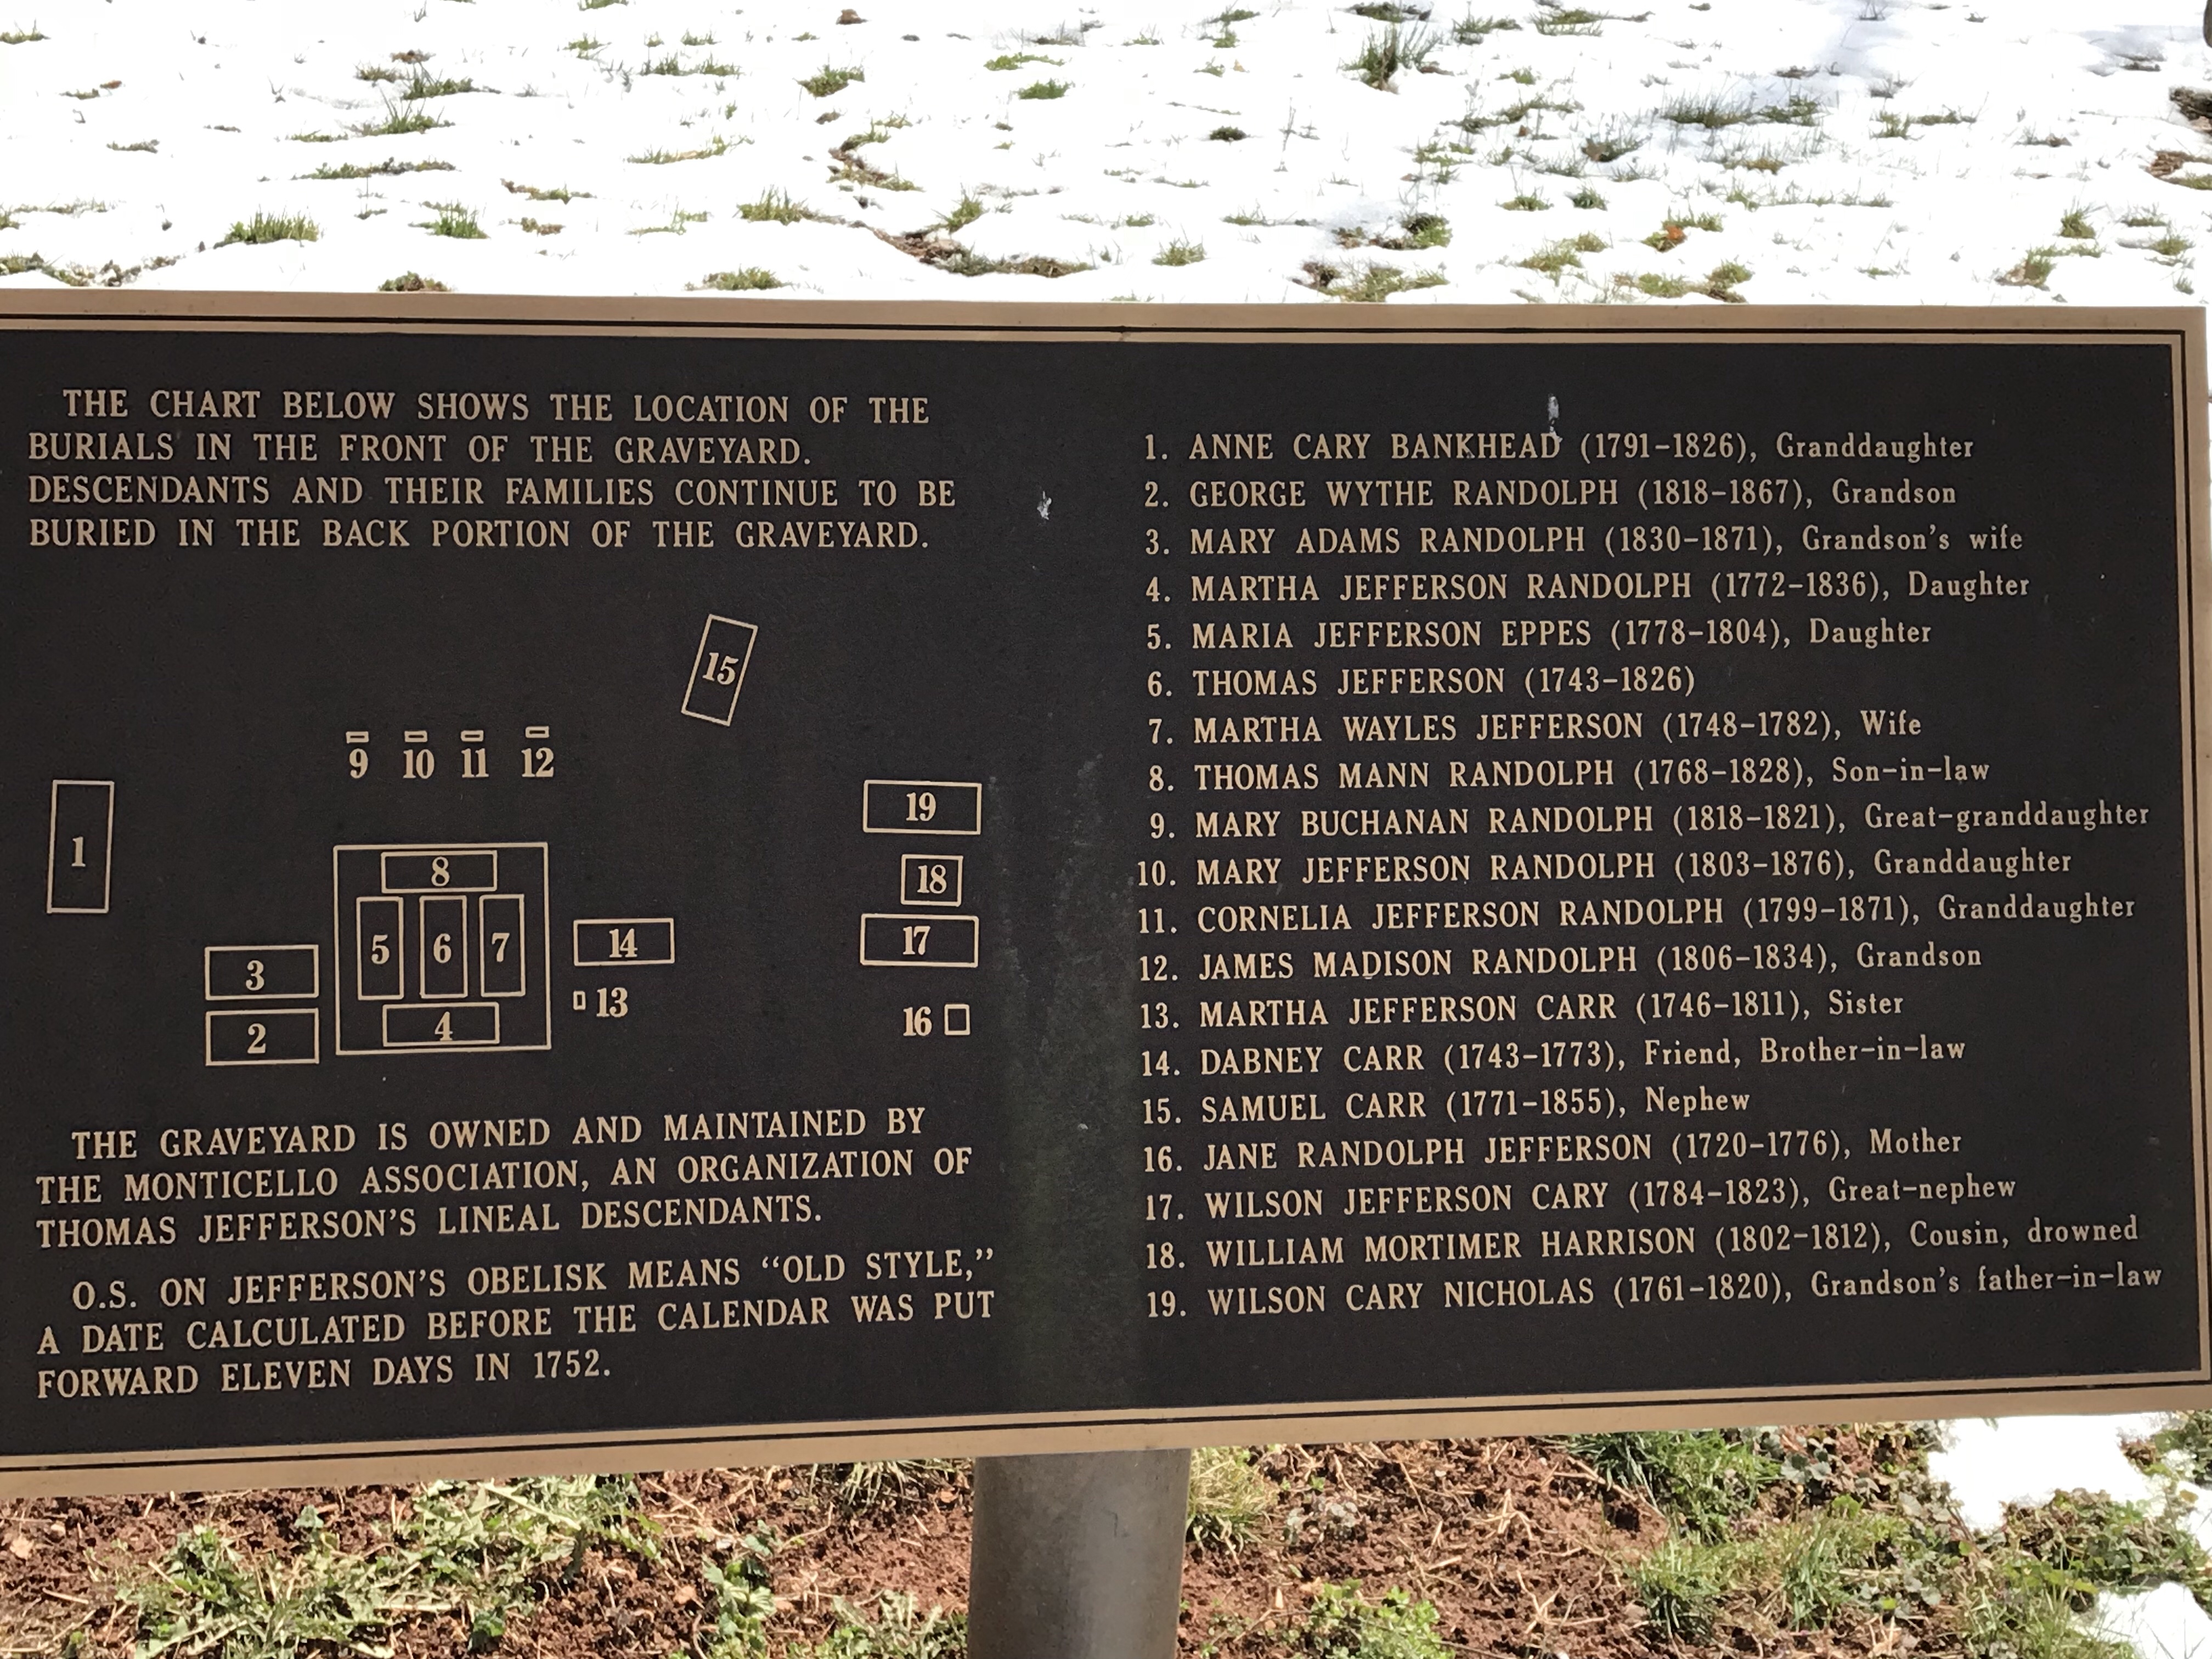 THE CHART BELOW SHOWS THE LOCATION OF THE
BURIALS IN THE FRONT OF THE GRAVEYARD.
DESCENDANTS AND THEIR FAMILIES CONTINUE TO BE
BURIED IN THE BACK PORTION OF THE GRAVEYARD.
15
9 10 11 12
1
19
8
18
5 6 7
14
17
3
13
16
2
4
THE GRAVEYARD IS OWNED AND MAINTAINED BY
THE MONTICELLO ASSOCIATION, AN ORGANIZATION OF
THOMAS JEFFERSON'S LINEAL DESCENDANTS.
O.S. ON JEFFERSON'S OBELISK MEANS "OLD STYLE,"
A DATE CALCULATED BEFORE THE CALENDAR WAS PUT
FORWARD ELEVEN DAYS IN 1752.
1. ANNE CARY BANKHEAD (1791-1826), Granddaughter
2. GEORGE WYTHE RANDOLPH (1818-1867), Grandson
3. MARY ADAMS RANDOLPH (1830-1871), Grandson's wife
4. MARTHA JEFFERSON RANDOLPH (1772-1836), Daughter
5. MARIA JEFFERSON EPPES (1778-1804), Daughter
6. THOMAS JEFFERSON (1743-1826)
7. MARTHA WAYLES JEFFERSON (1748-1782), Wife
8. THOMAS MANN RANDOLPH (1768-1828), Son-in-law
9. MARY BUCHANAN RANDOLPH (1818-1821), Great-granddaughter
10. MARY JEFFERSON RANDOLPH (1803-1876), Granddaughter
11. CORNELIA JEFFERSON RANDOLPH (1799-1871), Granddaughter
12. JAMES MADISON RANDOLPH (1806-1834), Grandson
13. MARTHA JEFFERSON CARR (1746-1811), Sister
14. DABNEY CARR (1743-1773), Friend, Brother-in-law
15. SAMUEL CARR (1771-1855), Nephew
16. JANE RANDOLPH JEFFERSON (1720-1776), Mother
17. WILSON JEFFERSON CARY (1784-1823), Great-nephew
18. WILLIAM MORTIMER HARRISON (1802-1812), Cousin, drowned
19. WILSON CARY NICHOLAS (1761-1820), Grandson's father-in-law